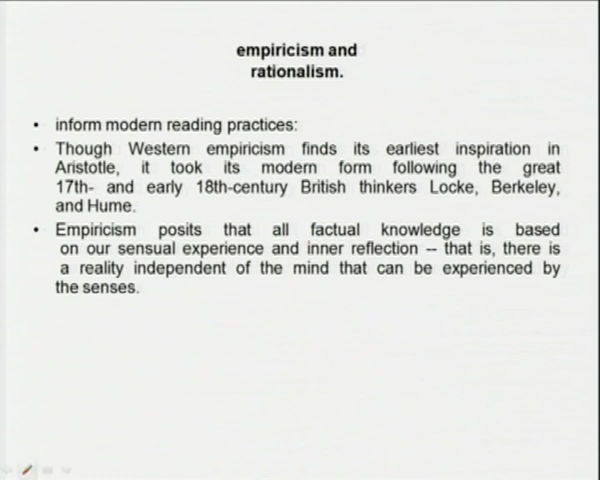 empiricism and
rationalism.
• inform modern reading practices:
• Though Western empiricism finds its earliest inspiration in
Aristotle, it took its modern form following the great
17th- and early 18th-century British thinkers Locke, Berkeley,
and Hume.
• Empiricism posits that all factual knowledge is based
on our sensual experience and inner reflection -- that is, there is
a reality independent of the mind that can be experienced by
the senses.